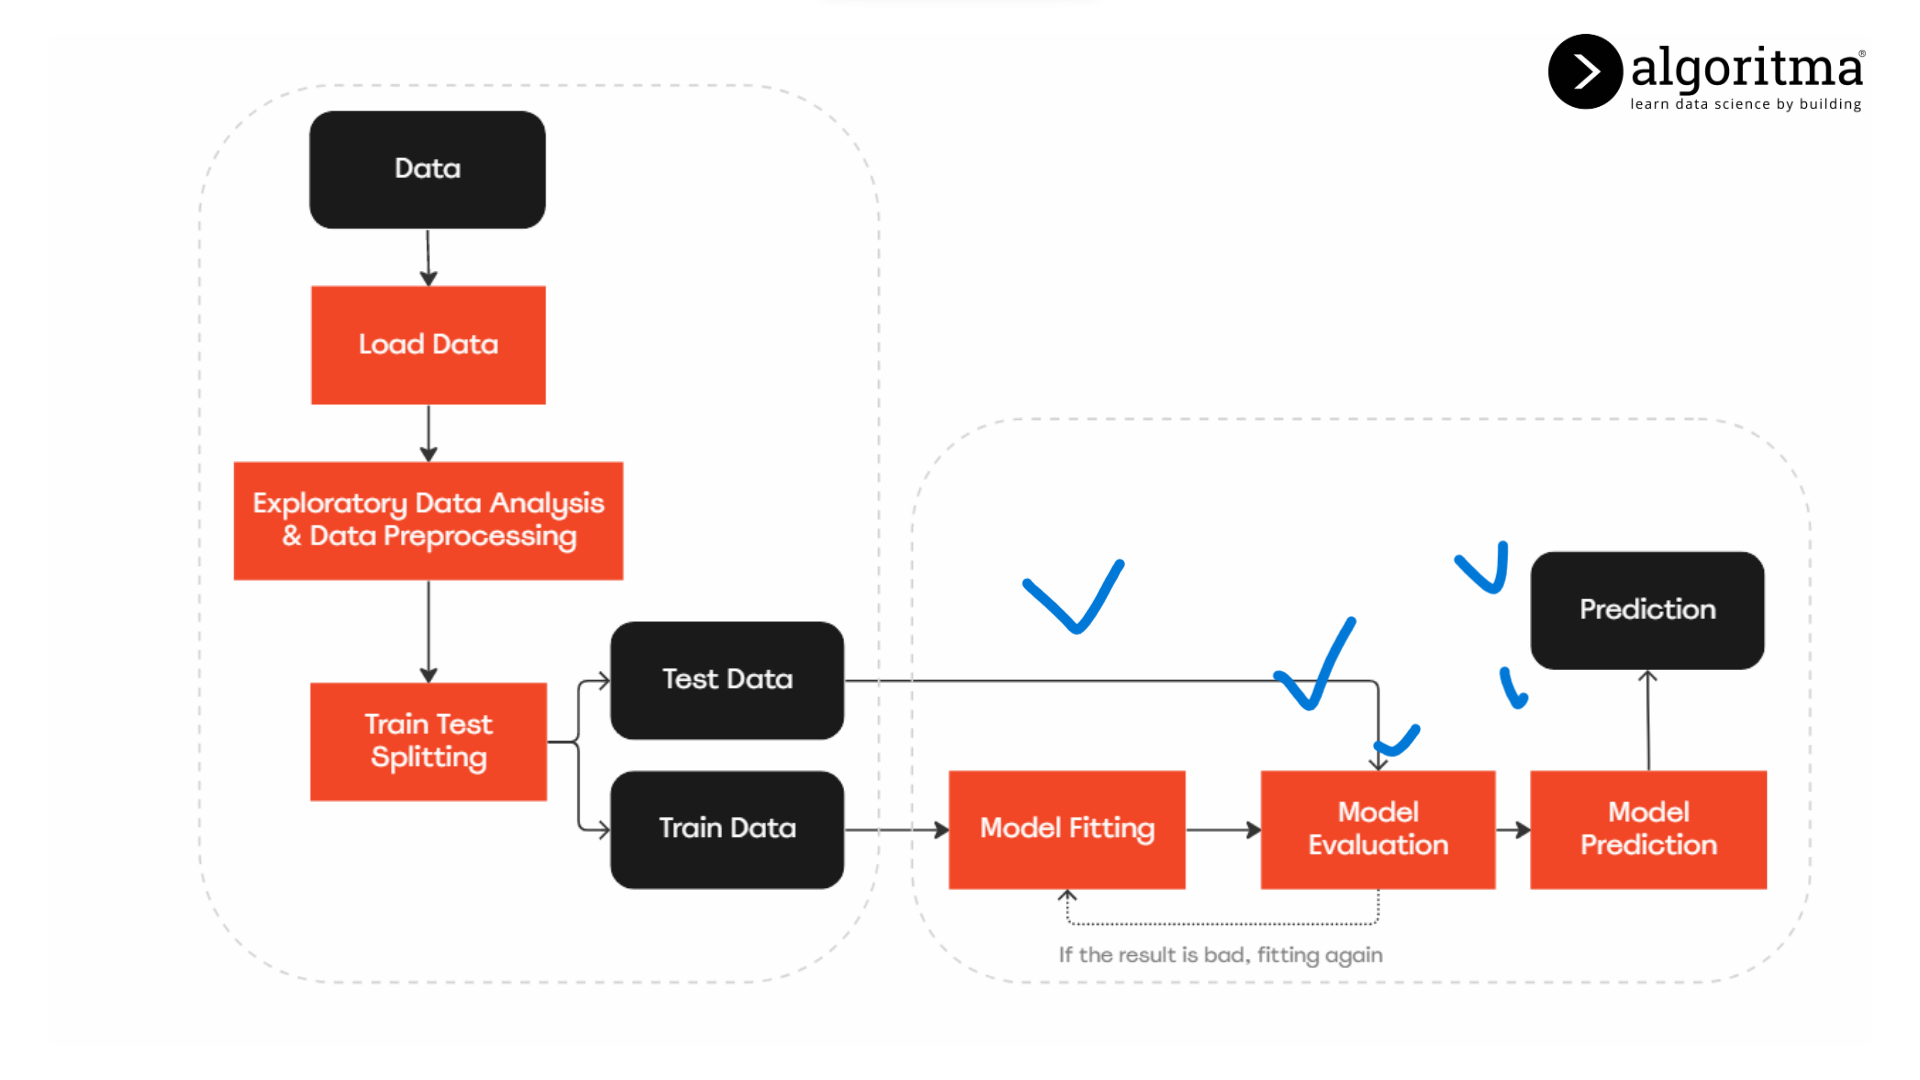 algoritma®
learn data science by building
Data
Load Data
Exploratory Data Analysis
& Data Preprocessing
Train Test
Splitting
Test Data
Train Data
Model Fitting
Model
Evaluation
Model
Prediction
Prediction
If the result is bad, fitting again